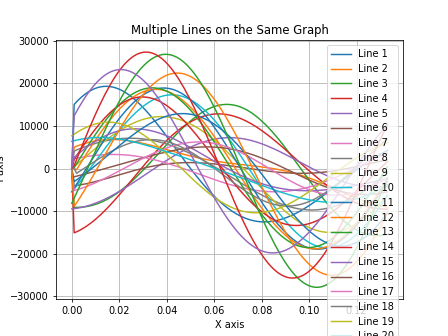 Multiple Lines on the Same Graph
30000
20000
10000
0
−10000
−20000
−30000
0.00
0.02
0.04
0.06
0.08
0.10
X axis
Line 1
Line 2
Line 3
Line 4
Line 5
Line 6
Line 7
Line 8
Line 9
Line 10
Line 11
Line 12
Line 13
Line 14
Line 15
Line 16
Line 17
Line 18
Line 19